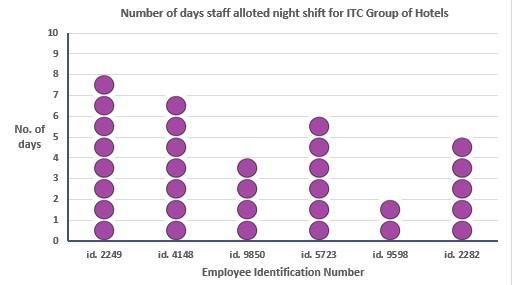 Number of days staff alloted night shift for ITC Group of Hotels
10
9
8
7
6
5
4
3
2
1
0
No. of
days
id. 2249 id. 4148 id. 9850 id. 5723 id. 9598 id. 2282
Employee Identification Number